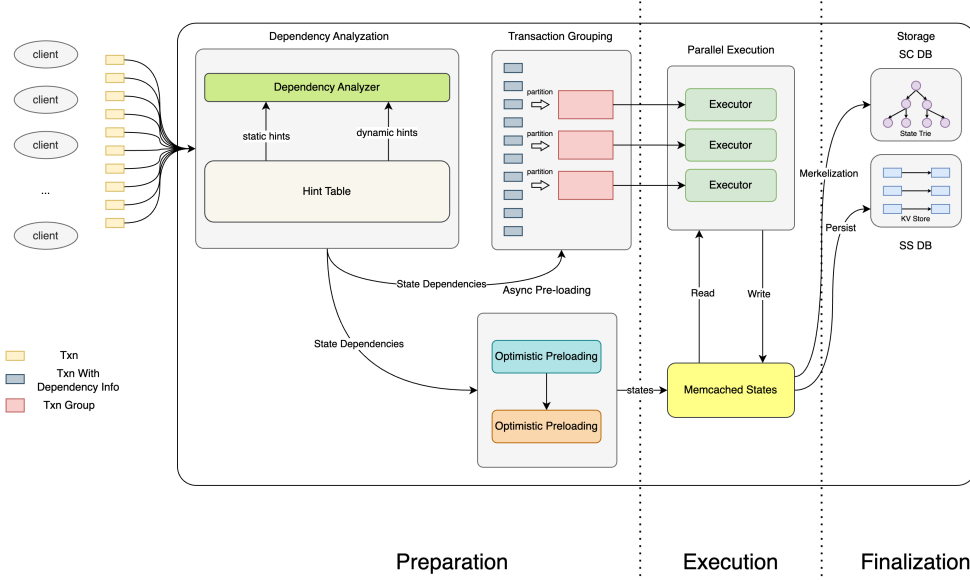 client
client
client
...
client
Dependency Analyzation
Dependency Analyzer
static hints
dynamic hints
Hint Table
Transaction Grouping
partition
partition
partition
Parallel Execution
Executor
Executor
Executor
Storage
SC DB
State Trie
Merkelization
KV Store
Persist
SS DB
State Dependencies
Async Pre-loading
Read
Write
State Dependencies
Optimistic Preloading
Optimistic Preloading
states
Memcached States
Txn
Txn With
Dependency Info
Txn Group
Preparation
Execution
Finalization